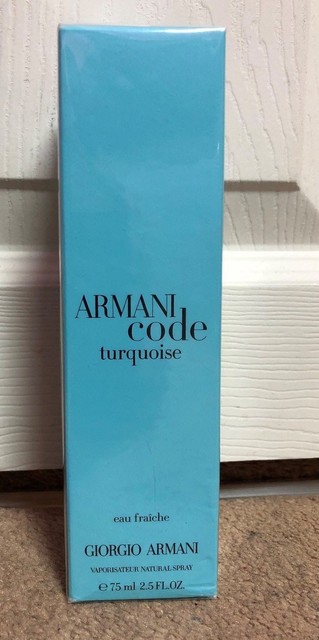 ARMANI
code
turquoise
eau fraîche
GIORGIO ARMANI
VAPORISATEUR NATURAL SPRAY
℮ 75 ml 2.5 FL.OZ.